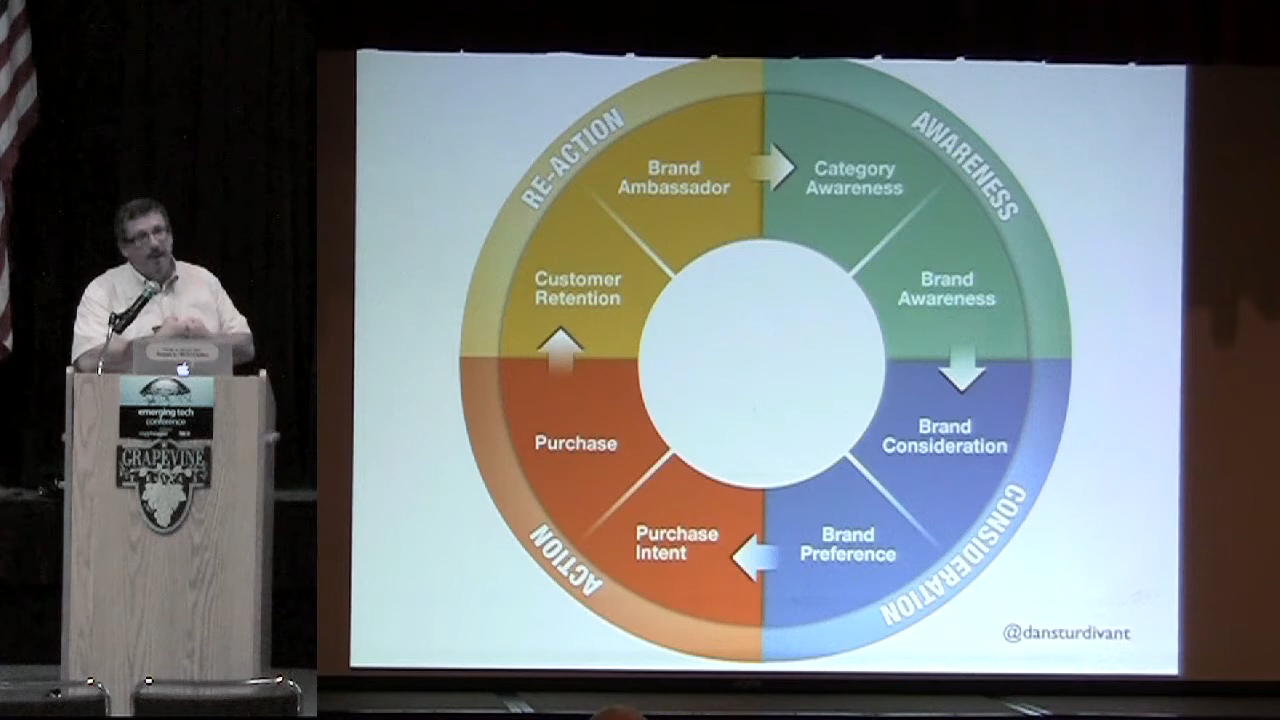 RE-ACTION
AWARENESS
Brand
Ambassador
Category
Awareness
Customer
Retention
Brand
Awareness
Purchase
Brand
Consideration
Purchase
Intent
Brand
Preference
ACTION
CONSIDERATION
@dansturdivant
emerging tech
conference
GRAPEVINE